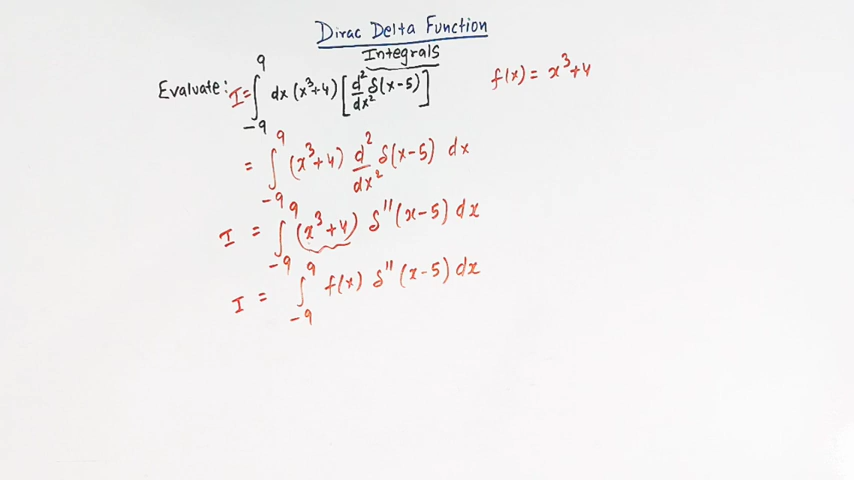 Dirac Delta Function
Integrals
Evaluate: I = ∫_{-9}^{9} dx (x³+4) [d²/dx² δ(x-5)]
f(x) = x³+4
= ∫_{-9}^{9} (x³+4) d²/dx² δ(x-5) dx
I = ∫_{-9}^{9} (x³+4) δ''(x-5) dx
I = ∫_{-9}^{9} f(x) δ''(x-5) dx